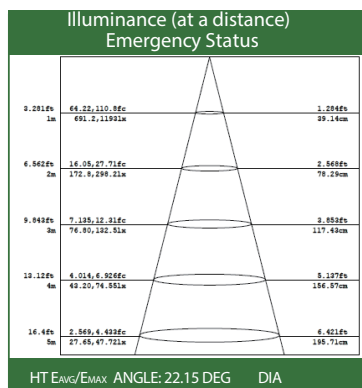 Illuminance (at a distance)
Emergency Status
3.281ft 64.22,110.8fc 1.284ft
1m 691.2,1193lx 39.14cm
6.562ft 16.05,27.71fc 2.568ft
2m 172.8,298.2lx 78.29cm
9.843ft 7.135,12.31fc 3.853ft
3m 76.80,132.5lx 117.43cm
13.12ft 4.014,6.926fc 5.137ft
4m 43.20,74.55lx 156.57cm
16.4ft 2.569,4.433fc 6.421ft
5m 27.65,47.72lx 195.71cm
HT EAVG/EMAX ANGLE: 22.15 DEG DIA